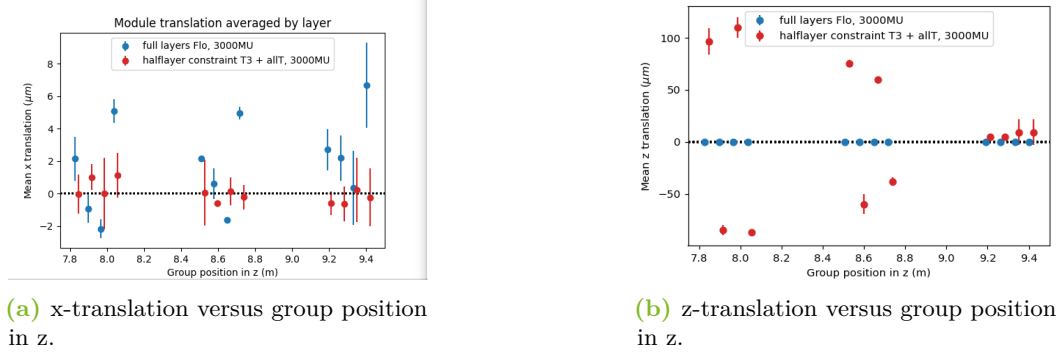 Module translation averaged by layer
full layers Flo, 3000MU
halflayer constraint T3 + allT, 3000MU
Mean x translation (μm)
8
6
4
2
0
−2
7.8 8.0 8.2 8.4 8.6 8.8 9.0 9.2 9.4
Group position in z (m)
(a) x-translation versus group position
in z.
full layers Flo, 3000MU
halflayer constraint T3 + allT, 3000MU
Mean z translation (μm)
100
50
0
−50
7.8 8.0 8.2 8.4 8.6 8.8 9.0 9.2 9.4
Group position in z (m)
(b) z-translation versus group position
in z.